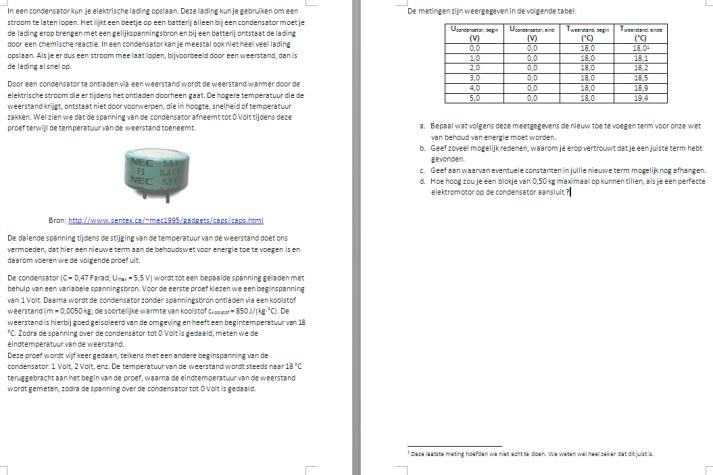 In een condensator kun je elektrische lading opslaan. Deze lading kun je gebruiken om een
stroom te laten lopen. Het lijkt een beetje op een batterij alleen bij een condensator moet je
de lading erop brengen met een gelijkspanningsbron en bij een batterij ontstaat de lading
door een chemische reactie. In een condensator kan je meestal ook niet heel veel lading
opslaan. Als je er dus een stroom mee laat lopen, bijvoorbeeld door een weerstand, dan is
de lading al snel op.
Door een condensator te ontladen via een weerstand wordt de weerstand warmer door de
elektrische stroom die er tijdens het ontladen doorheen gaat. De hogere temperatuur die de
weerstand krijgt, ontstaat niet door voorwerpen, die in hoogte, snelheid of temperatuur
zakken. Wel zien we dat de spanning van de condensator afneemt tot 0 Volt tijdens deze
proef terwijl de temperatuur van de weerstand toeneemt.
NEC 5.5V
FS 0.47F
NEC 5.5V
Bron: http://www.sentex.ca/~mec1995/gadgets/caps/caps.html
De dalende spanning tijdens de stijging van de temperatuur van de weerstand doet ons
vermoeden, dat hier een nieuwe term aan de behoudswet voor energie toe te voegen is en
daarom voeren we de volgende proef uit.
De condensator (C = 0,47 Farad; Umax = 5,5 V) wordt tot een bepaalde spanning geladen met
behulp van een variabele spanningsbron. Voor de eerste proef kiezen we een beginspanning
van 1 Volt. Daarna wordt de condensator zonder spanningsbron ontladen via een koolstof
weerstand (m = 0,0050 kg; de soortelijke warmte van koolstof ckoolstof = 850 J/(kg·°C). De
weerstand is hierbij goed geïsoleerd van de omgeving en heeft een begintemperatuur van 18
°C. Zodra de spanning over de condensator tot 0 Volt is gedaald, meten we de
eindtemperatuur van de weerstand.
Deze proef wordt vijf keer gedaan, telkens met een andere beginspanning van de
condensator: 1 Volt, 2 Volt, enz. De temperatuur van de weerstand wordt steeds naar 18 °C
teruggebracht aan het begin van de proef, waarna de eindtemperatuur van de weerstand
wordt gemeten, zodra de spanning over de condensator tot 0 Volt is gedaald.
De metingen zijn weergegeven in de volgende tabel:
Ucondensator, begin Ucondensator, eind Tweerstand, begin Tweerstand, einde
(V) (V) (°C) (°C)
0,0 0,0 18,0 18,0¹
1,0 0,0 18,0 18,1
2,0 0,0 18,0 18,2
3,0 0,0 18,0 18,5
4,0 0,0 18,0 18,9
5,0 0,0 18,0 19,4
a. Bepaal wat volgens deze meetgegevens de nieuw toe te voegen term voor onze wet
van behoud van energie moet worden.
b. Geef zoveel mogelijk redenen, waarom je erop vertrouwt dat je een juiste term hebt
gevonden.
c. Geef aan waarvan eventuele constanten in jullie nieuwe term mogelijk nog afhangen.
d. Hoe hoog zou je een blokje van 0,50 kg maximaal op kunnen tillen, als je een perfecte
elektromotor op de condensator aansluit ?
¹ Deze laatste meting hoefden we niet echt te doen. We weten wel heel zeker dat dit juist is.